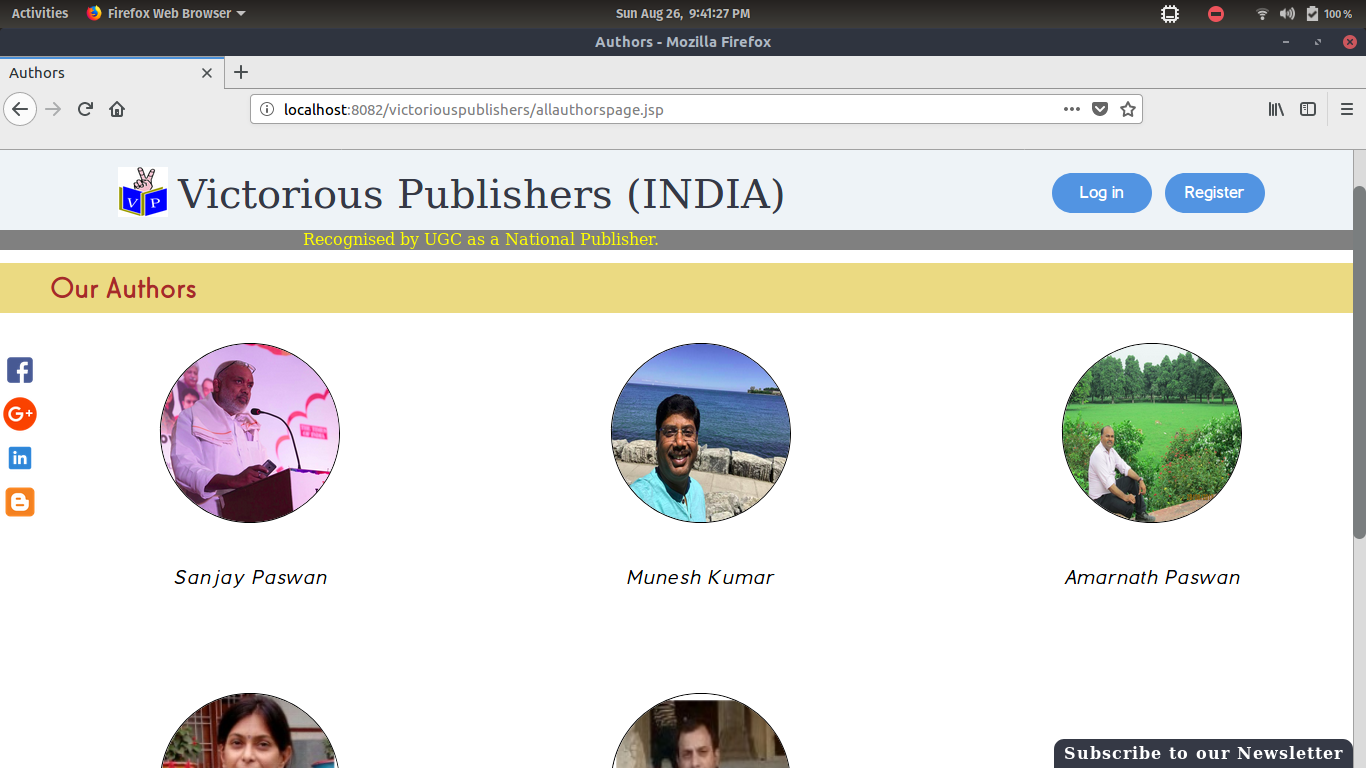 Activities Firefox Web Browser Sun Aug 26, 9:41:27 PM 100 %
Authors - Mozilla Firefox
Authors
localhost:8082/victoriouspublishers/allauthorspage.jsp
V P Victorious Publishers (INDIA) Log in Register
Recognised by UGC as a National Publisher.
Our Authors
G+
in
Sanjay Paswan Munesh Kumar Amarnath Paswan
Subscribe to our Newsletter